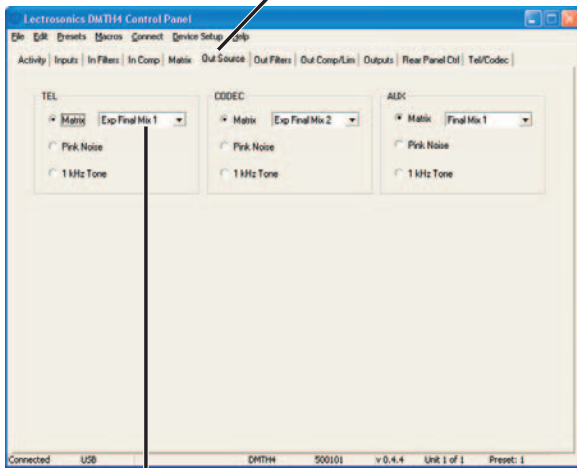 Lectrosonics DMTH4 Control Panel
File Edit Presets Macros Connect Device Setup Help
Activity Inputs In Filters In Comp Matrix Out Source Out Filters Out Comp/Lim Outputs Rear Panel Ctrl Tel/Codec
TEL CODEC AUX
Matrix Exp Final Mix 1 Matrix Exp Final Mix 2 Matrix Final Mix 1
Pink Noise Pink Noise Pink Noise
1 kHz Tone 1 kHz Tone 1 kHz Tone
Connected USB DMTH4 500101 v 0.4.4 Unit 1 of 1 Preset: 1